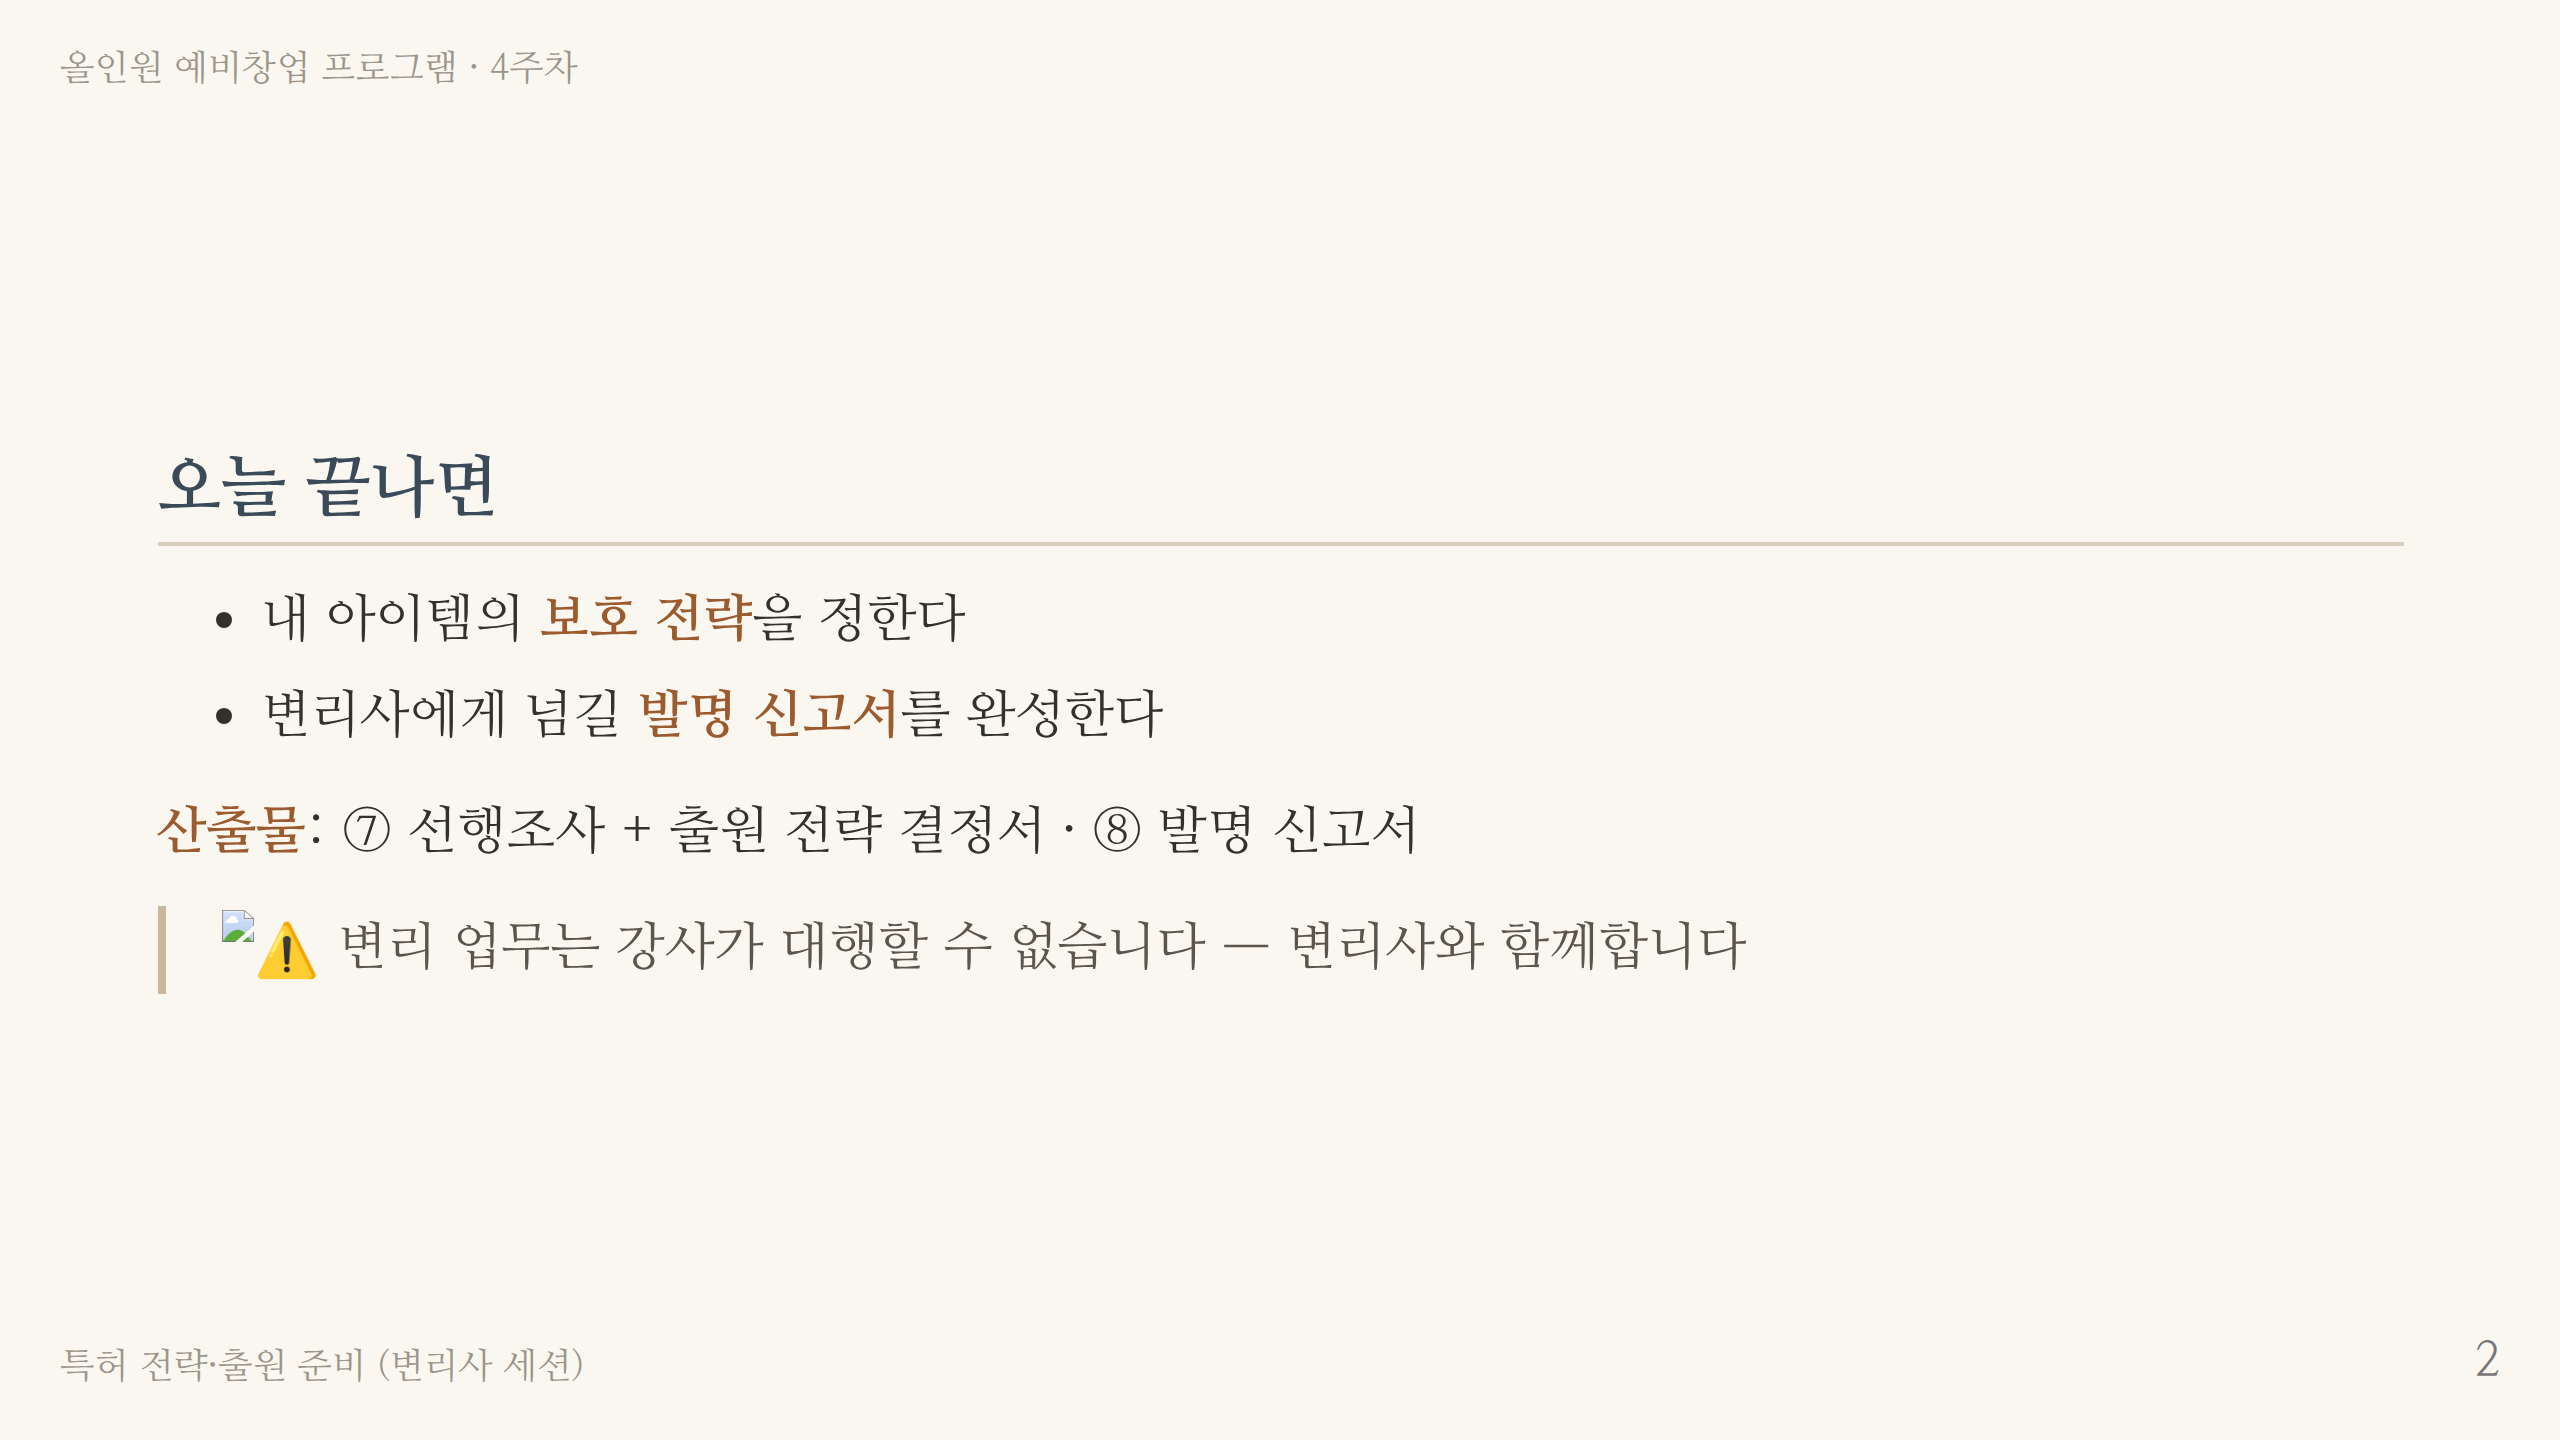 올인원 예비창업 프로그램 · 4주차
오늘 끝나면
• 내 아이템의 보호 전략을 정한다
• 변리사에게 넘길 발명 신고서를 완성한다
산출물: ⑦ 선행조사 + 출원 전략 결정서 · ⑧ 발명 신고서
⚠️ 변리 업무는 강사가 대행할 수 없습니다 — 변리사와 함께합니다
특허 전략·출원 준비 (변리사 세션)
2